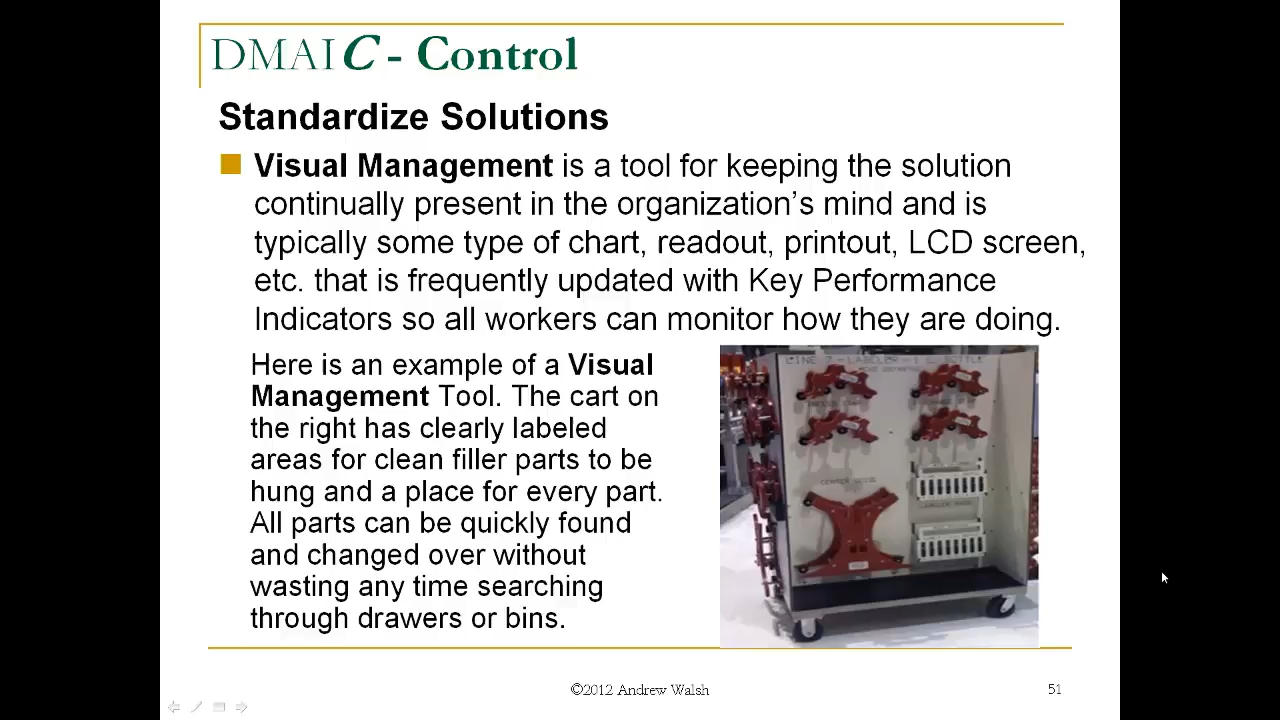 DMAIC - Control
Standardize Solutions
Visual Management is a tool for keeping the solution
continually present in the organization's mind and is
typically some type of chart, readout, printout, LCD screen,
etc. that is frequently updated with Key Performance
Indicators so all workers can monitor how they are doing.
Here is an example of a Visual
Management Tool. The cart on
the right has clearly labeled
areas for clean filler parts to be
hung and a place for every part.
All parts can be quickly found
and changed over without
wasting any time searching
through drawers or bins.
LINE 7 - LABELER - 1 L BOTTLE
©2012 Andrew Walsh
51